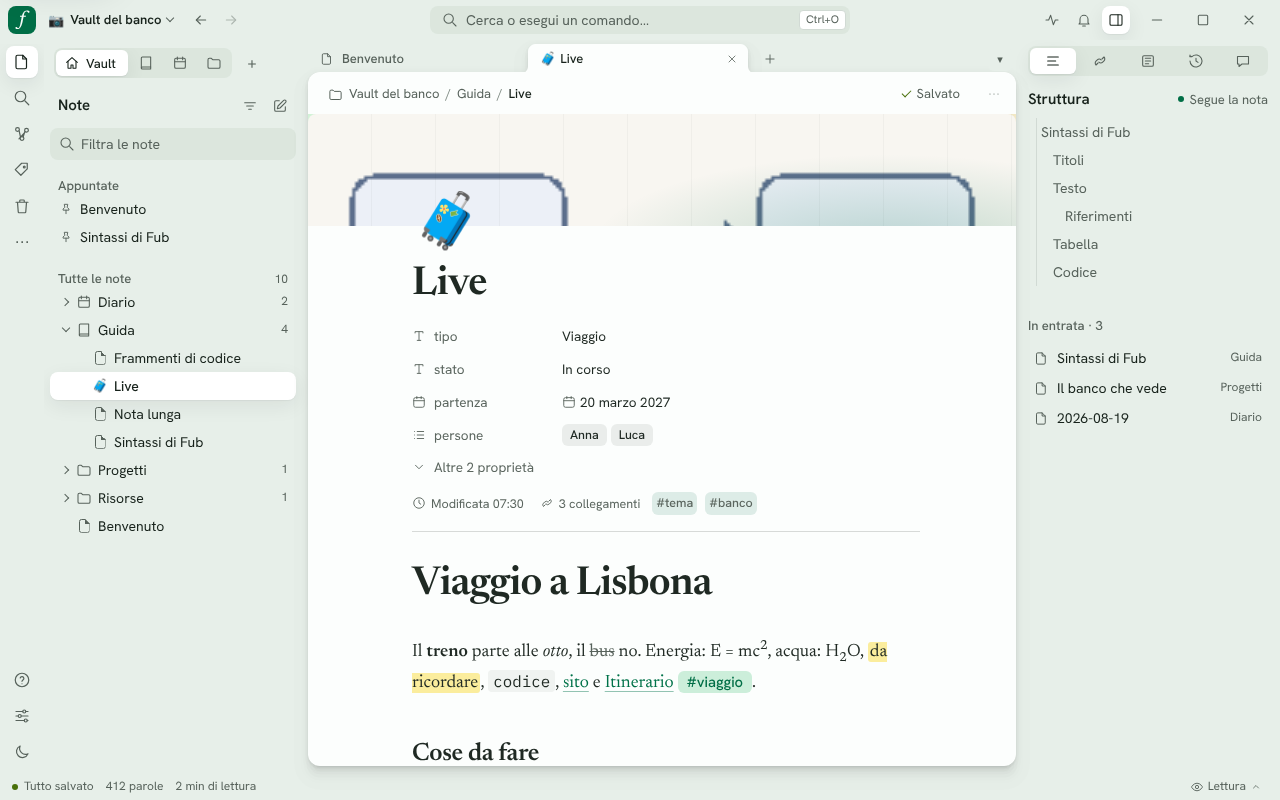 Vault del banco
Cerca o esegui un comando…
Ctrl+O
Vault
Note
Filtra le note
Appuntate
Benvenuto
Sintassi di Fub
Tutte le note 10
Diario 2
Guida 4
Frammenti di codice
Live
Nota lunga
Sintassi di Fub
Progetti 1
Risorse 1
Benvenuto
Benvenuto
Live
Vault del banco / Guida / Live
Salvato
Live
tipo Viaggio
stato In corso
partenza 20 marzo 2027
persone Anna Luca
Altre 2 proprietà
Modificata 07:30 3 collegamenti #tema #banco
Viaggio a Lisbona
Il treno parte alle otto, il bus no. Energia: E = mc2, acqua: H2O, da
ricordare, codice, sito e Itinerario #viaggio.
Cose da fare
Struttura
Segue la nota
Sintassi di Fub
Titoli
Testo
Riferimenti
Tabella
Codice
In entrata · 3
Sintassi di Fub Guida
Il banco che vede Progetti
2026-08-19 Diario
Tutto salvato 412 parole 2 min di lettura
Lettura